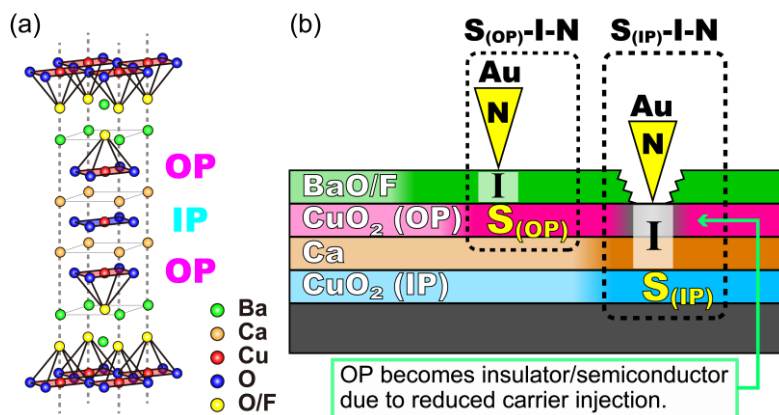 (a)
OP
IP
OP
Ba
Ca
Cu
O
O/F
(b)
S(OP)-I-N
S(IP)-I-N
Au
N
Au
N
BaO/F
I
CuO2 (OP)
S(OP)
I
Ca
CuO2 (IP)
S(IP)
OP becomes insulator/semiconductor
due to reduced carrier injection.